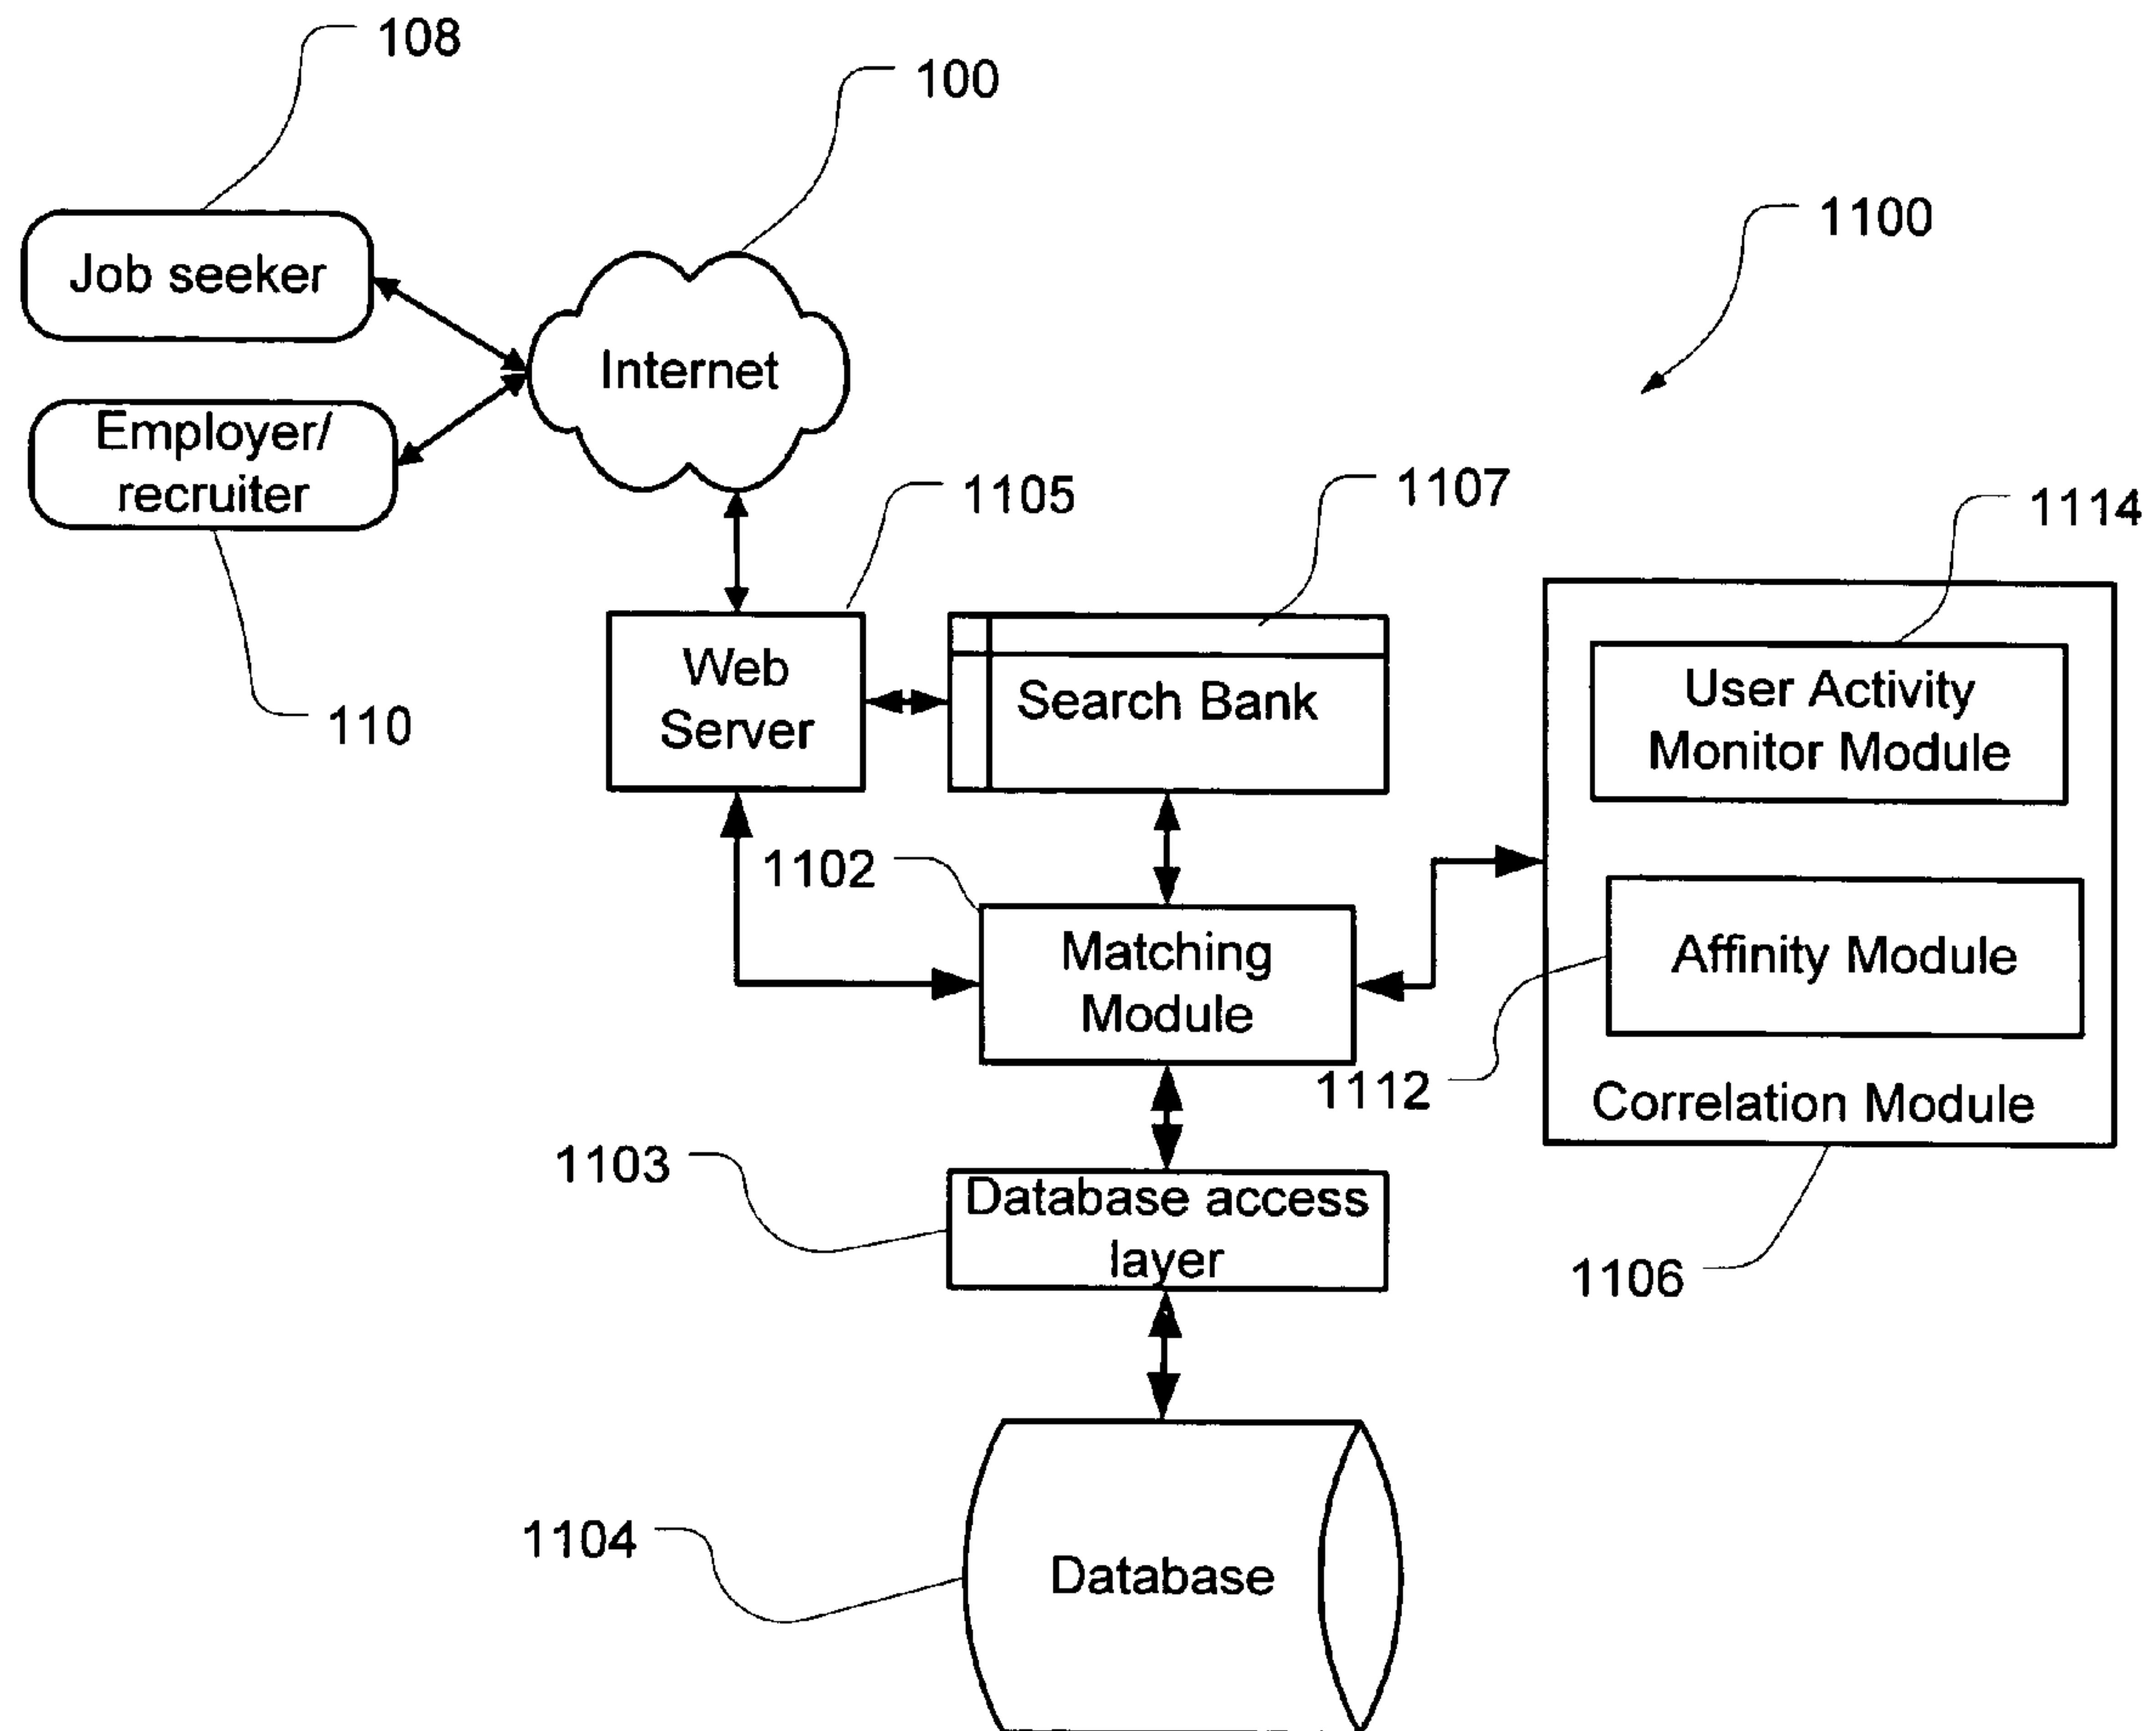 108
100
1100
Job seeker
Internet
Employer/
recruiter
1105
1107
1114
110
Web
Server
Search Bank
User Activity
Monitor Module
1102
Matching
Module
Affinity Module
1112
Correlation Module
1103
Database access
layer
1106
1104
Database